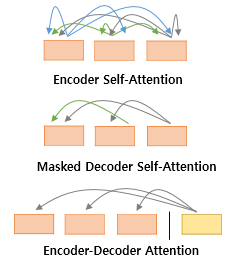 Encoder Self-Attention
Masked Decoder Self-Attention
Encoder-Decoder Attention